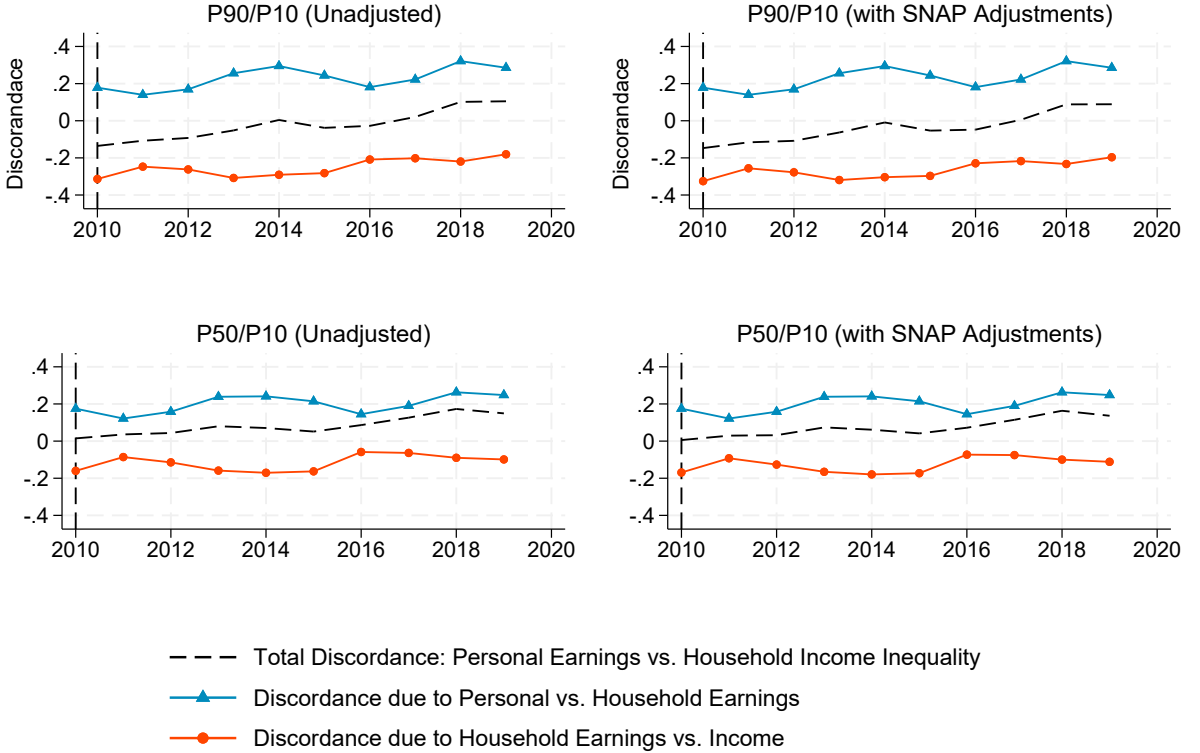 P90/P10 (Unadjusted)
Discorandace
.4
.2
0
-.2
-.4
2010 2012 2014 2016 2018 2020
P90/P10 (with SNAP Adjustments)
Discorandace
.4
.2
0
-.2
-.4
2010 2012 2014 2016 2018 2020
P50/P10 (Unadjusted)
.4
.2
0
-.2
-.4
2010 2012 2014 2016 2018 2020
P50/P10 (with SNAP Adjustments)
.4
.2
0
-.2
-.4
2010 2012 2014 2016 2018 2020
Total Discordance: Personal Earnings vs. Household Income Inequality
Discordance due to Personal vs. Household Earnings
Discordance due to Household Earnings vs. Income